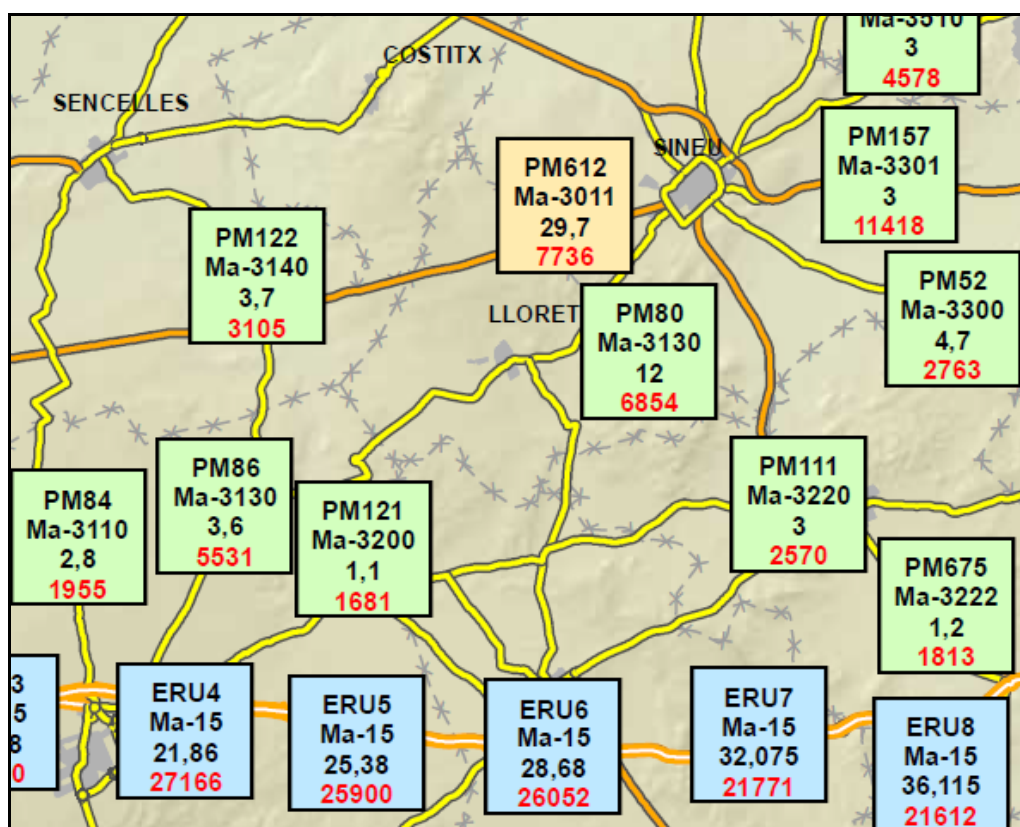 Ma-3510
3
4578
COSTITX
SENCELLES
PM157
Ma-3301
3
11418
SINEU
PM612
Ma-3011
29,7
7736
PM122
Ma-3140
3,7
3105
PM52
Ma-3300
4,7
2763
LLORET
PM80
Ma-3130
12
6854
PM86
Ma-3130
3,6
5531
PM111
Ma-3220
3
2570
PM84
Ma-3110
2,8
1955
PM121
Ma-3200
1,1
1681
PM675
Ma-3222
1,2
1813
3
5
8
0
ERU4
Ma-15
21,86
27166
ERU5
Ma-15
25,38
25900
ERU6
Ma-15
28,68
26052
ERU7
Ma-15
32,075
21771
ERU8
Ma-15
36,115
21612